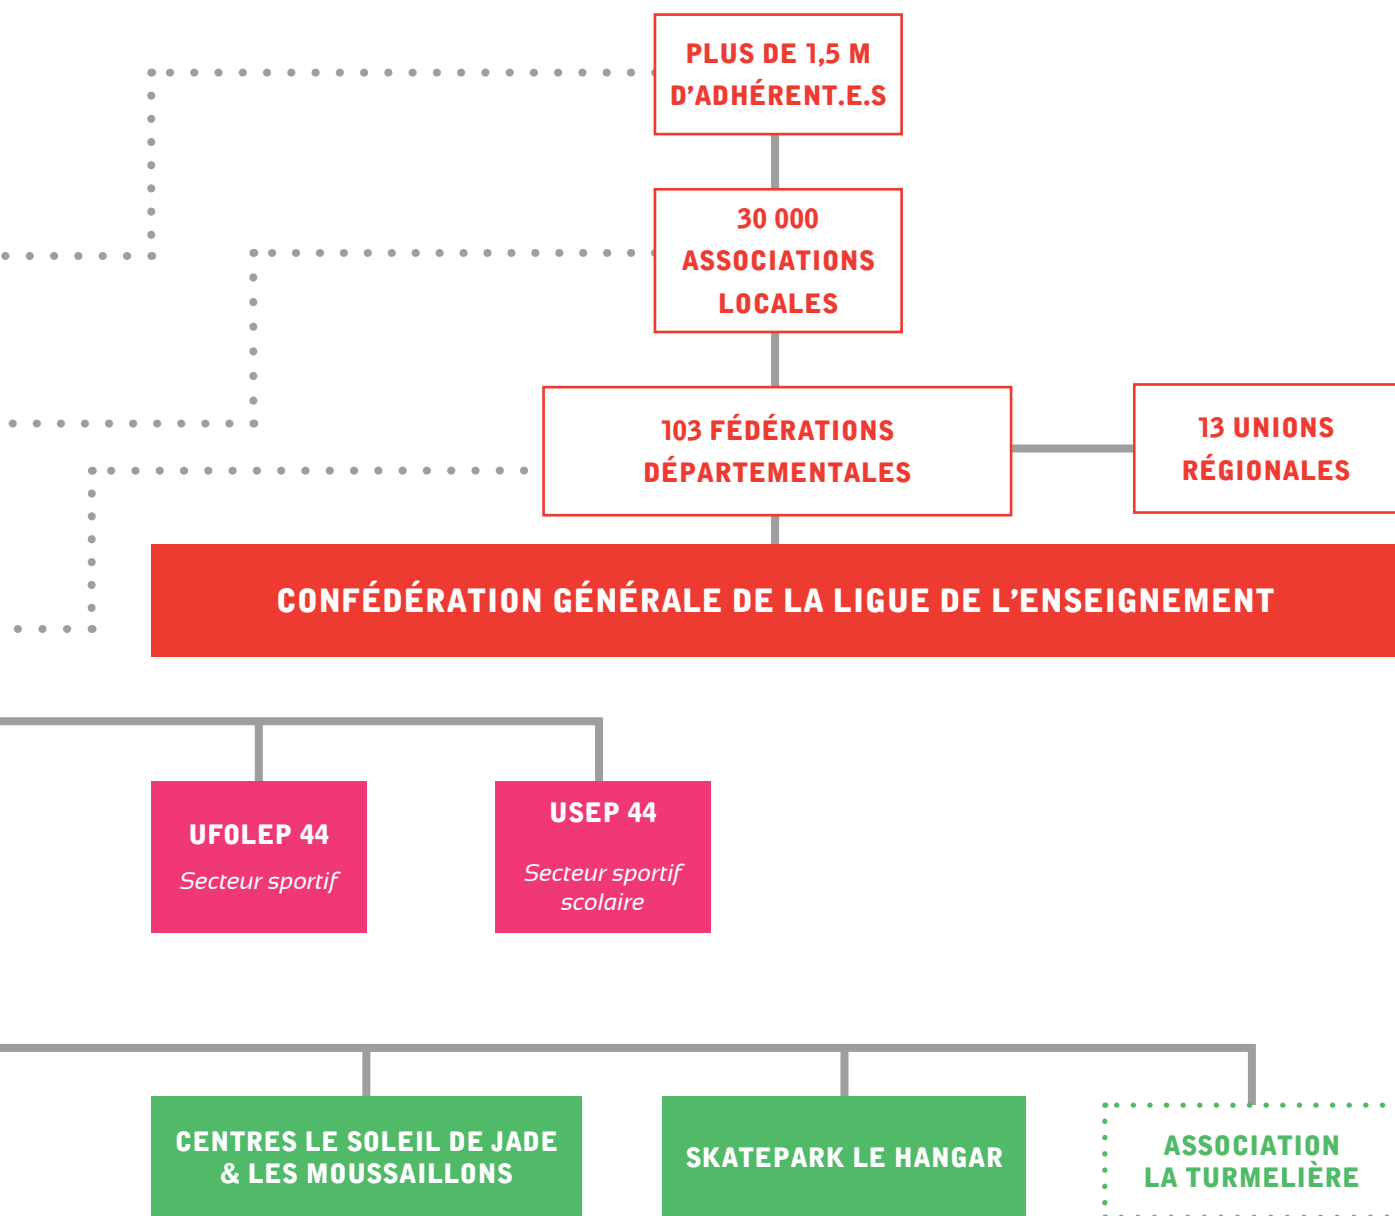 PLUS DE 1,5 M
D'ADHÉRENT.E.S
30 000
ASSOCIATIONS
LOCALES
103 FÉDÉRATIONS
DÉPARTEMENTALES
13 UNIONS
RÉGIONALES
CONFÉDÉRATION GÉNÉRALE DE LA LIGUE DE L'ENSEIGNEMENT
UFOLEP 44
Secteur sportif
USEP 44
Secteur sportif
scolaire
CENTRES LE SOLEIL DE JADE
& LES MOUSSAILLONS
SKATEPARK LE HANGAR
ASSOCIATION
LA TURMELIÈRE